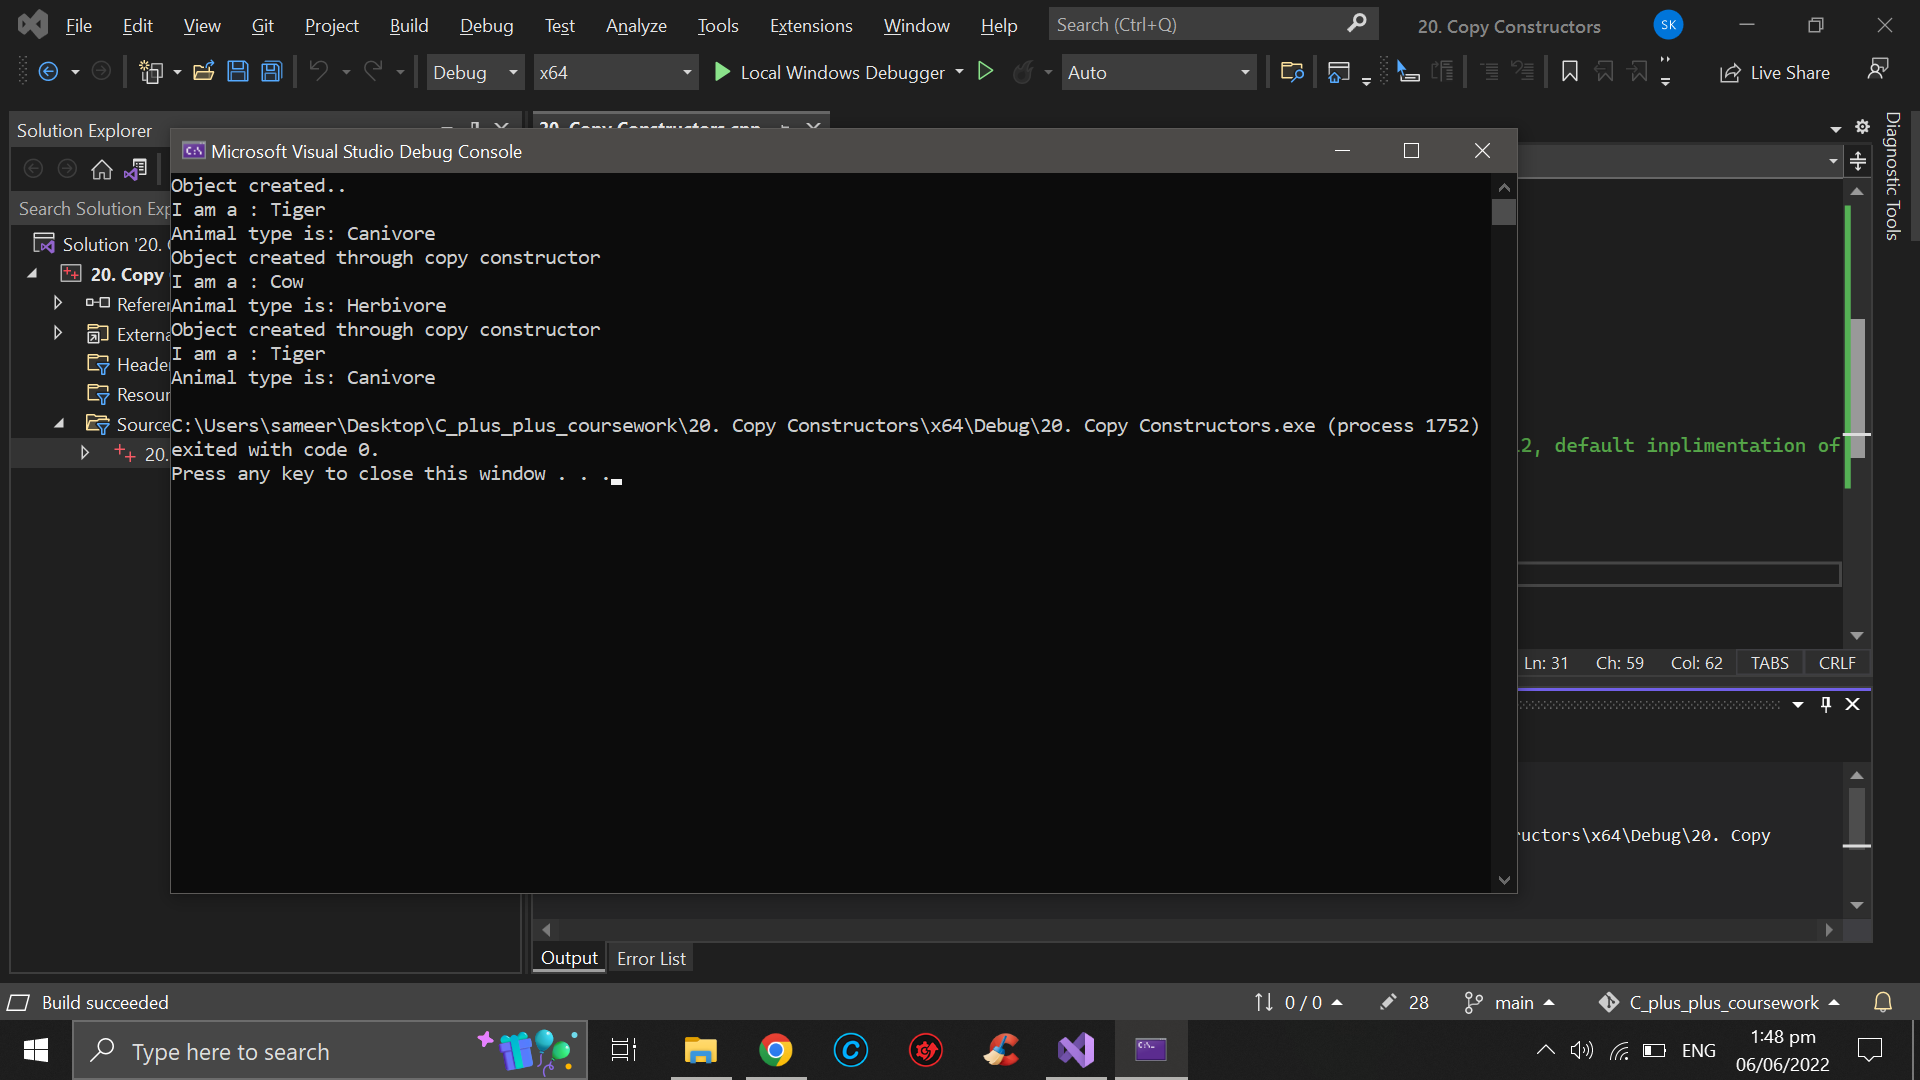 File Edit View Git Project Build Debug Test Analyze Tools Extensions Window Help Search (Ctrl+Q) 20. Copy Constructors SK
Debug x64 Local Windows Debugger Auto Live Share
Solution Explorer
20. Copy Constructors.cpp
Microsoft Visual Studio Debug Console
Search Solution Exp
Solution '20.
20. Copy
Referen
Externa
Header
Resour
Source
20.
Object created..
I am a : Tiger
Animal type is: Canivore
Object created through copy constructor
I am a : Cow
Animal type is: Herbivore
Object created through copy constructor
I am a : Tiger
Animal type is: Canivore
C:\Users\sameer\Desktop\C_plus_plus_coursework\20. Copy Constructors\x64\Debug\20. Copy Constructors.exe (process 1752)
exited with code 0.
Press any key to close this window . . .
2, default inplimentation of
Diagnostic Tools
Ln: 31 Ch: 59 Col: 62 TABS CRLF
uctors\x64\Debug\20. Copy
Output Error List
Build succeeded 0 / 0 28 main C_plus_plus_coursework
Type here to search ENG 1:48 pm
06/06/2022